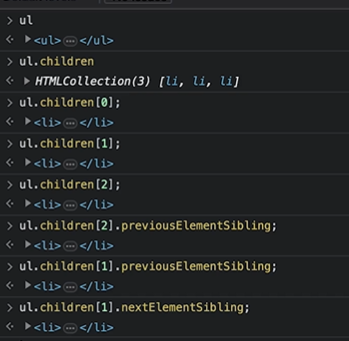 > ul
<· ▶<ul>…</ul>
> ul.children
<· ▶ HTMLCollection(3) [li, li, li]
> ul.children[0];
<· ▶<li>…</li>
> ul.children[1];
<· ▶<li>…</li>
> ul.children[2];
<· ▶<li>…</li>
> ul.children[2].previousElementSibling;
<· ▶<li>…</li>
> ul.children[1].previousElementSibling;
<· ▶<li>…</li>
> ul.children[1].nextElementSibling;
<· ▶<li>…</li>